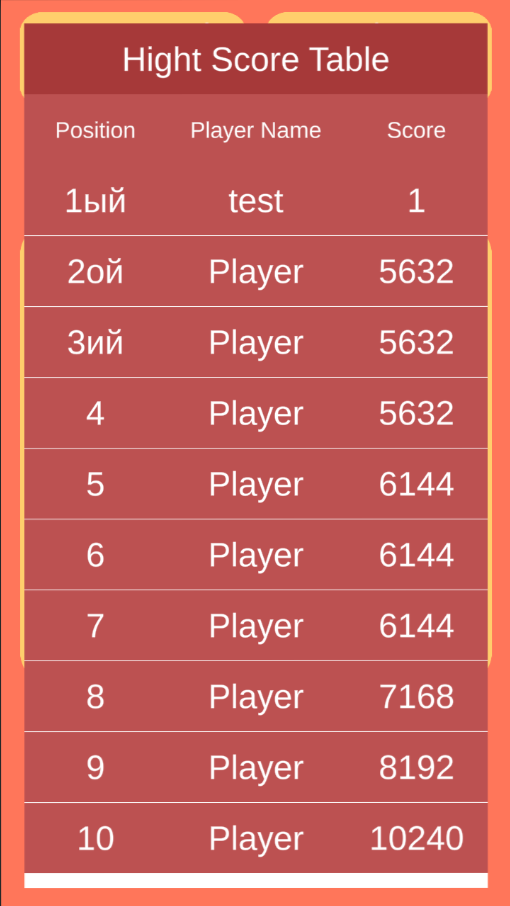 Hight Score Table
Position Player Name Score
1ый test 1
2ой Player 5632
3ий Player 5632
4 Player 5632
5 Player 6144
6 Player 6144
7 Player 6144
8 Player 7168
9 Player 8192
10 Player 10240